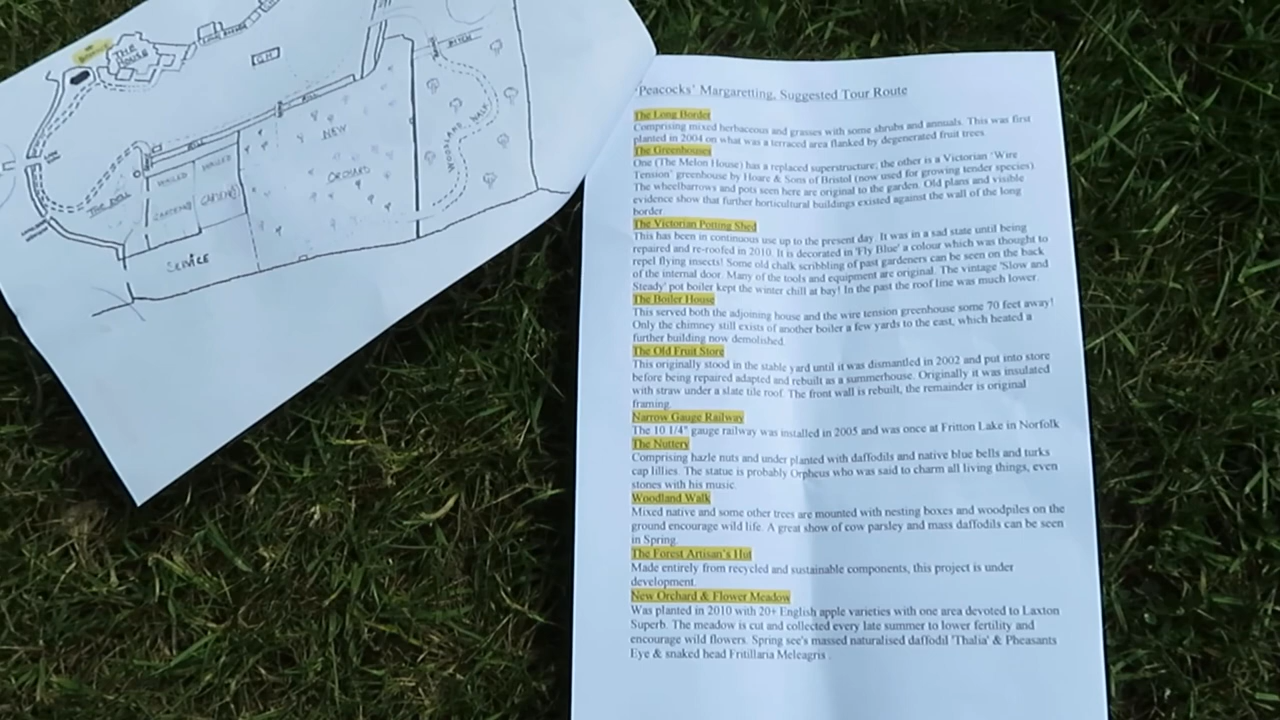 THE HOUSE
G.H
DITCH
NEW
ORCHARD
WOODLAND WALK
WALLED
WALLED
GARDENS
GARDENS
THE DELL
SERVICE
Peacocks' Margaretting, Suggested Tour Route
The Long Border
Comprising mixed herbaceous and grasses with some shrubs and annuals. This was first
planted in 2004 on what was a terraced area flanked by degenerated fruit trees.
The Greenhouses
One (The Melon House) has a replaced superstructure; the other is a Victorian 'Wire
Tension' greenhouse by Hoare & Sons of Bristol (now used for growing tender species).
The wheelbarrows and pots seen here are original to the garden. Old plans and visible
evidence show that further horticultural buildings existed against the wall of the long
border
The Victorian Potting Shed
This has been in continuous use up to the present day. It was in a sad state until being
repaired and re-roofed in 2010. It is decorated in 'Fly Blue' a colour which was thought to
repel flying insects! Some old chalk scribbling of past gardeners can be seen on the back
of the internal door. Many of the tools and equipment are original. The vintage 'Slow and
Steady' pot boiler kept the winter chill at bay! In the past the roof line was much lower.
The Boiler House
This served both the adjoining house and the wire tension greenhouse some 70 feet away!
Only the chimney still exists of another boiler a few yards to the east, which heated a
further building now demolished.
The Old Fruit Store
This originally stood in the stable yard until it was dismantled in 2002 and put into store
before being repaired adapted and rebuilt as a summerhouse. Originally it was insulated
with straw under a slate tile roof. The front wall is rebuilt, the remainder is original
framing.
Narrow Gauge Railway
The 10 1/4" gauge railway was installed in 2005 and was once at Fritton Lake in Norfolk
The Nuttery
Comprising hazle nuts and under planted with daffodils and native blue bells and turks
cap lillies. The statue is probably Orpheus who was said to charm all living things, even
stones with his music.
Woodland Walk
Mixed native and some other trees are mounted with nesting boxes and woodpiles on the
ground encourage wild life. A great show of cow parsley and mass daffodils can be seen
in Spring.
The Forest Artisan's Hut
Made entirely from recycled and sustainable components, this project is under
development.
New Orchard & Flower Meadow
Was planted in 2010 with 20+ English apple varieties with one area devoted to Laxton
Superb. The meadow is cut and collected every late summer to lower fertility and
encourage wild flowers. Spring see's massed naturalised daffodil 'Thalia' & Pheasants
Eye & snaked head Fritillaria Meleagris .